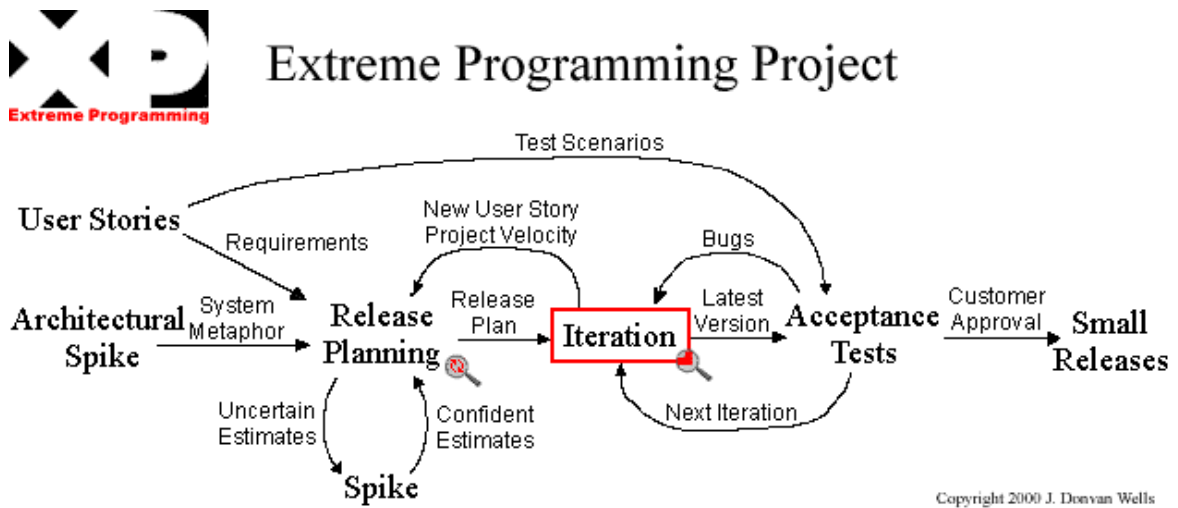 XP
Extreme Programming
Extreme Programming Project
Test Scenarios
User Stories
Requirements
New User Story
Project Velocity
Bugs
Architectural
Spike
System
Metaphor
Release
Planning
Release
Plan
Iteration
Latest
Version
Acceptance
Tests
Customer
Approval
Small
Releases
Uncertain
Estimates
Confident
Estimates
Next Iteration
Spike
Copyright 2000 J. Donvan Wells